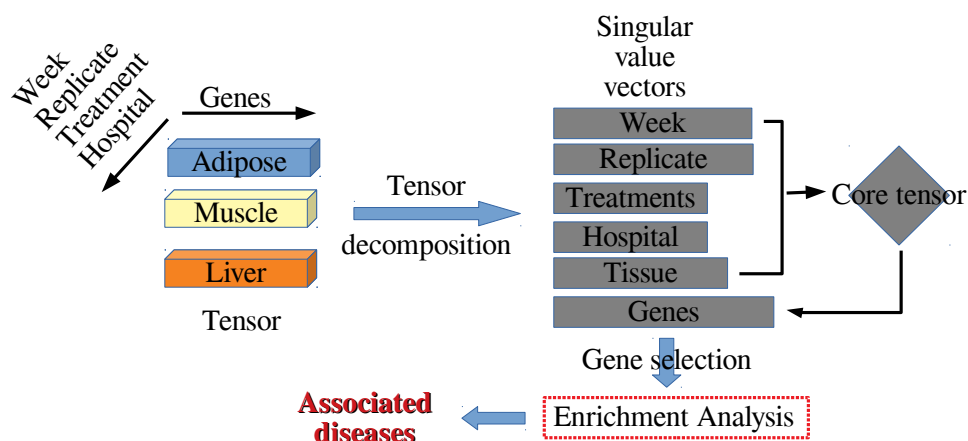 Week
Replicate
Treatment
Hospital
Genes
Adipose
Muscle
Liver
Tensor
Tensor
decomposition
Singular
value
vectors
Week
Replicate
Treatments
Hospital
Tissue
Genes
Core tensor
Gene selection
Enrichment Analysis
Associated
diseases